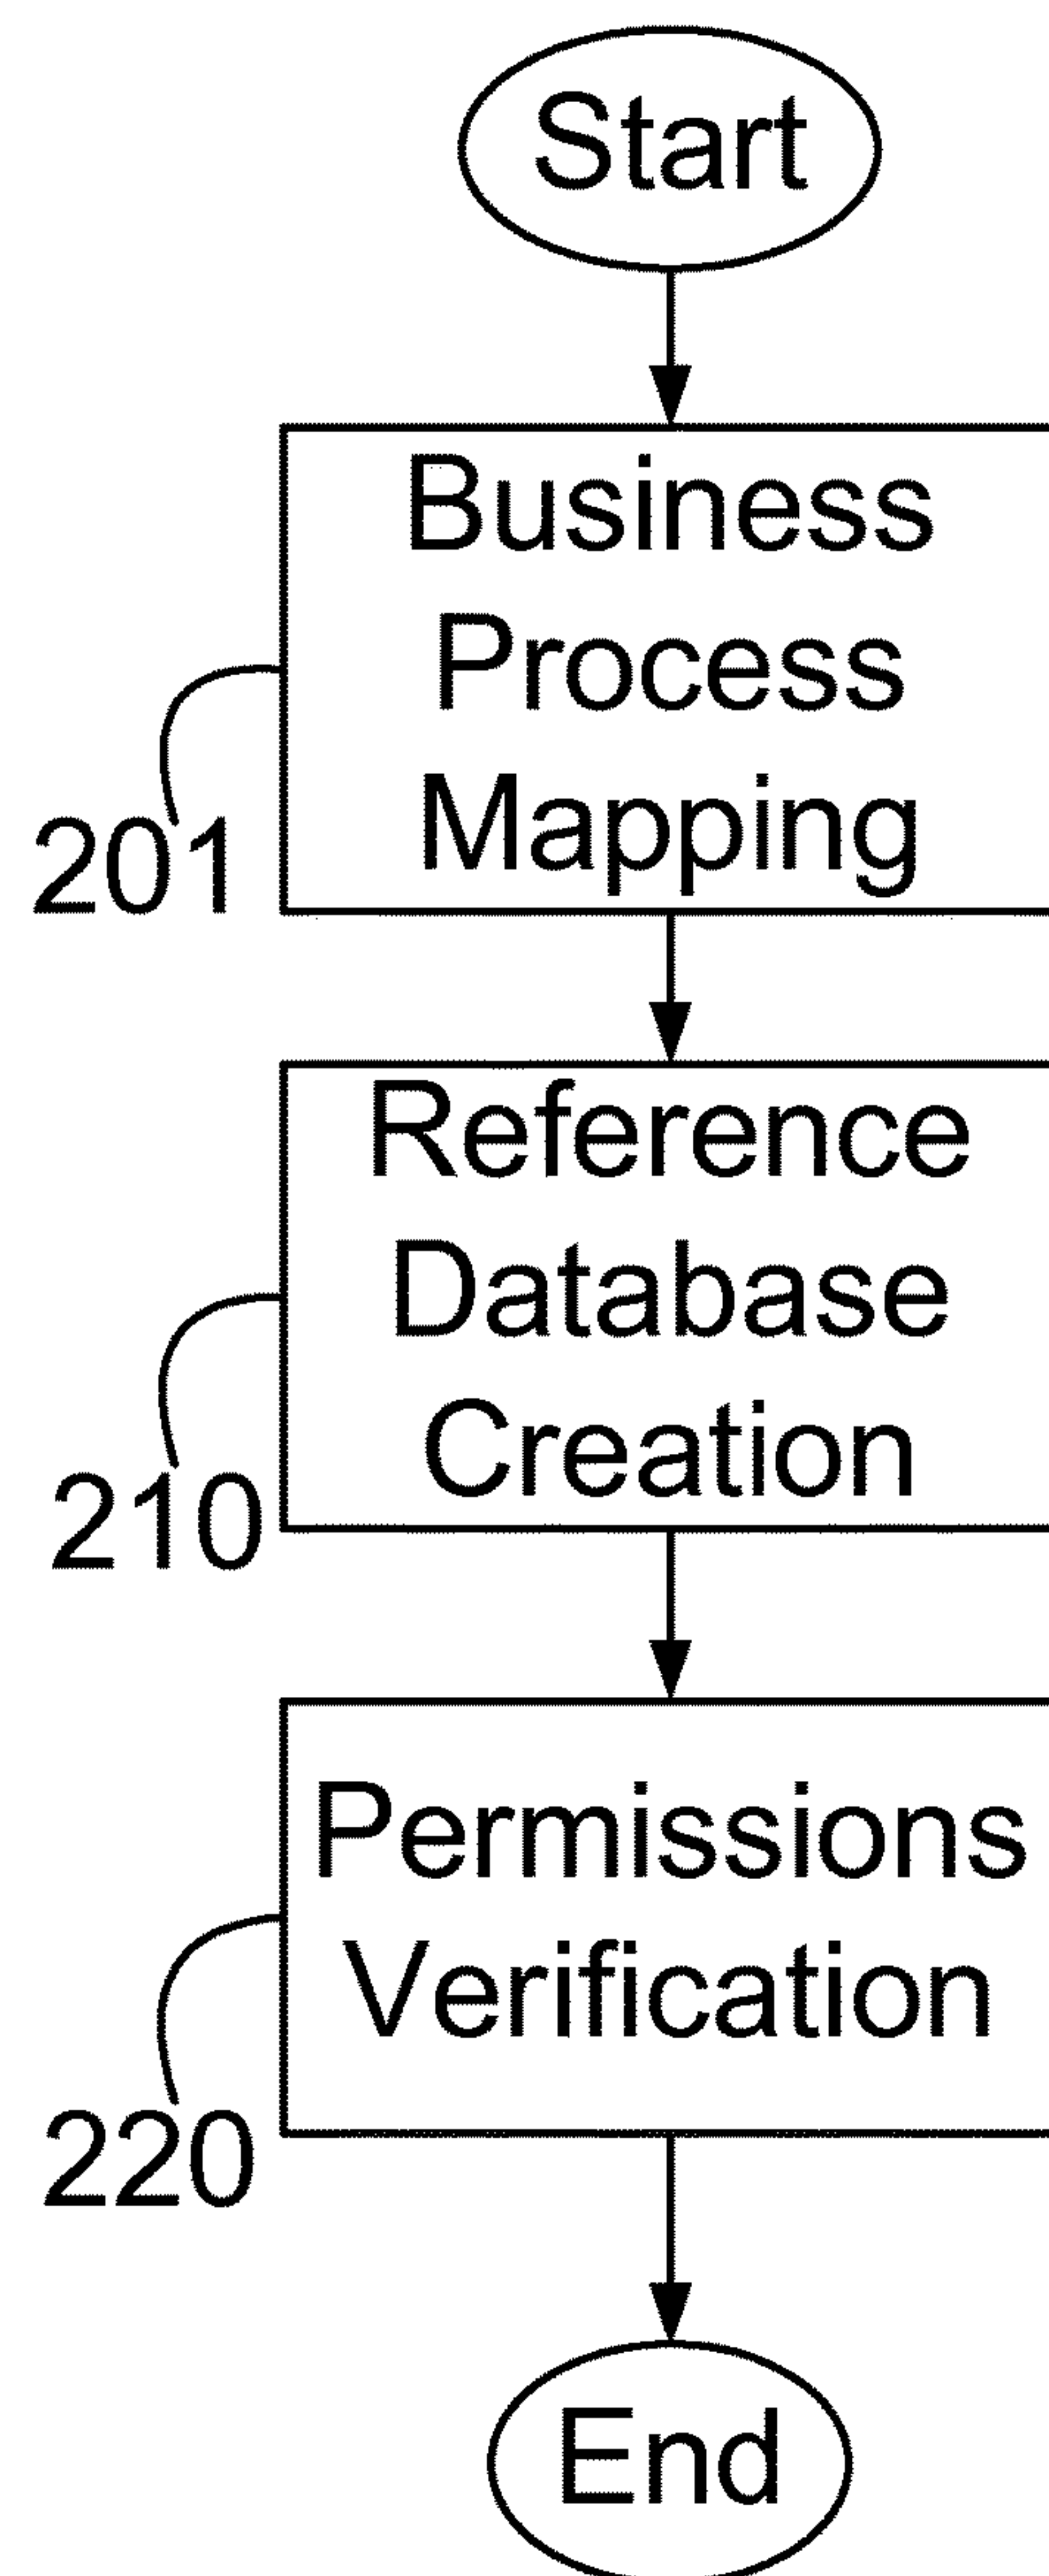 Start
Business
Process
Mapping
201
Reference
Database
Creation
210
Permissions
Verification
220
End